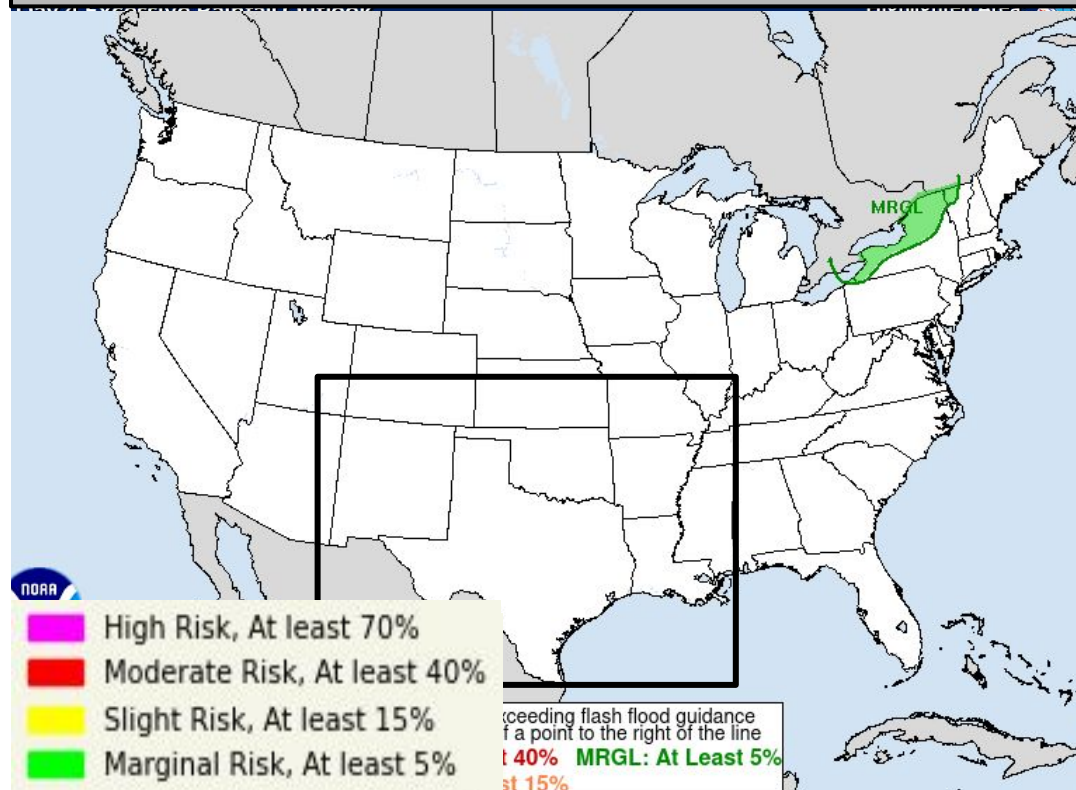 MRGL
NOAA
High Risk, At least 70%
Moderate Risk, At least 40%
Slight Risk, At least 15%
Marginal Risk, At least 5%
xceeding flash flood guidance
f a point to the right of the line
t 40% MRGL: At Least 5%
st 15%